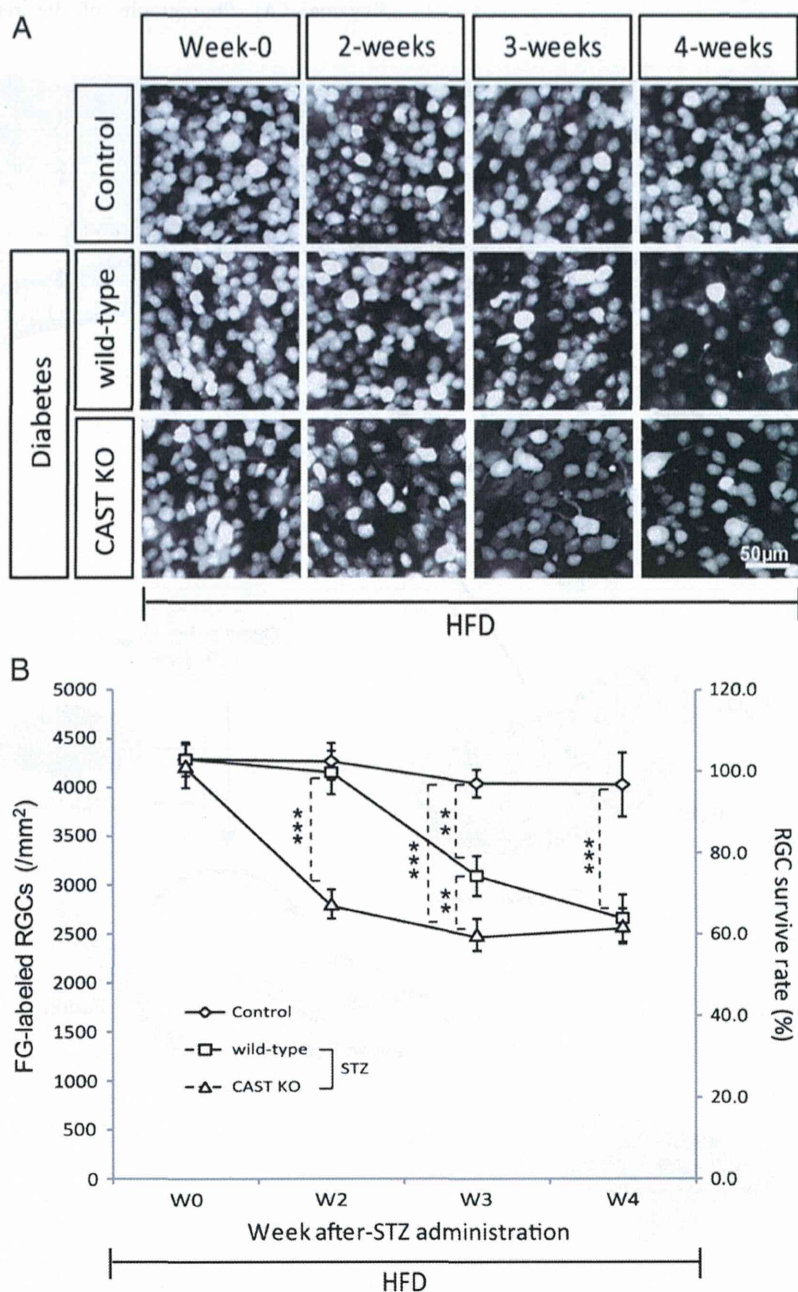 A
Week-0 2-weeks 3-weeks 4-weeks
Control
Diabetes
wild-type
CAST KO
50µm
HFD
B
FG-labeled RGCs (/mm²)
5000
4500
4000
3500
3000
2500
2000
1500
1000
500
0
120.0
100.0
80.0
60.0
40.0
20.0
0.0
RGC survive rate (%)
***
***
**
**
***
Control
wild-type
CAST KO
STZ
W0 W2 W3 W4
Week after-STZ administration
HFD